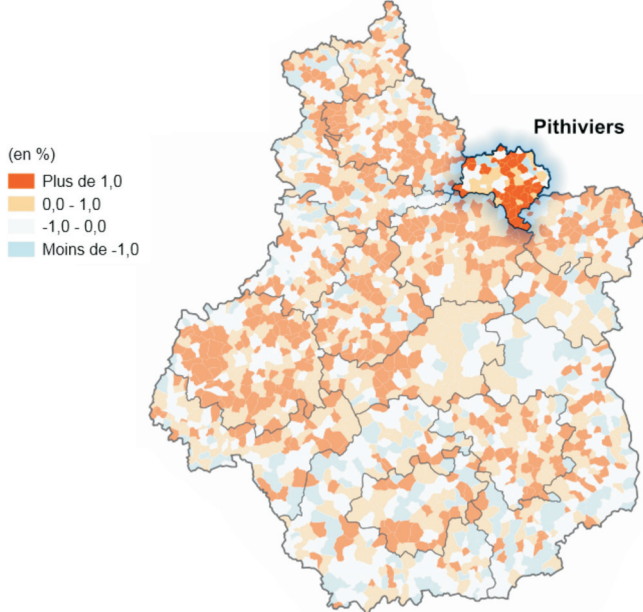 Pithiviers
(en %)
Plus de 1,0
0,0 - 1,0
-1,0 - 0,0
Moins de -1,0